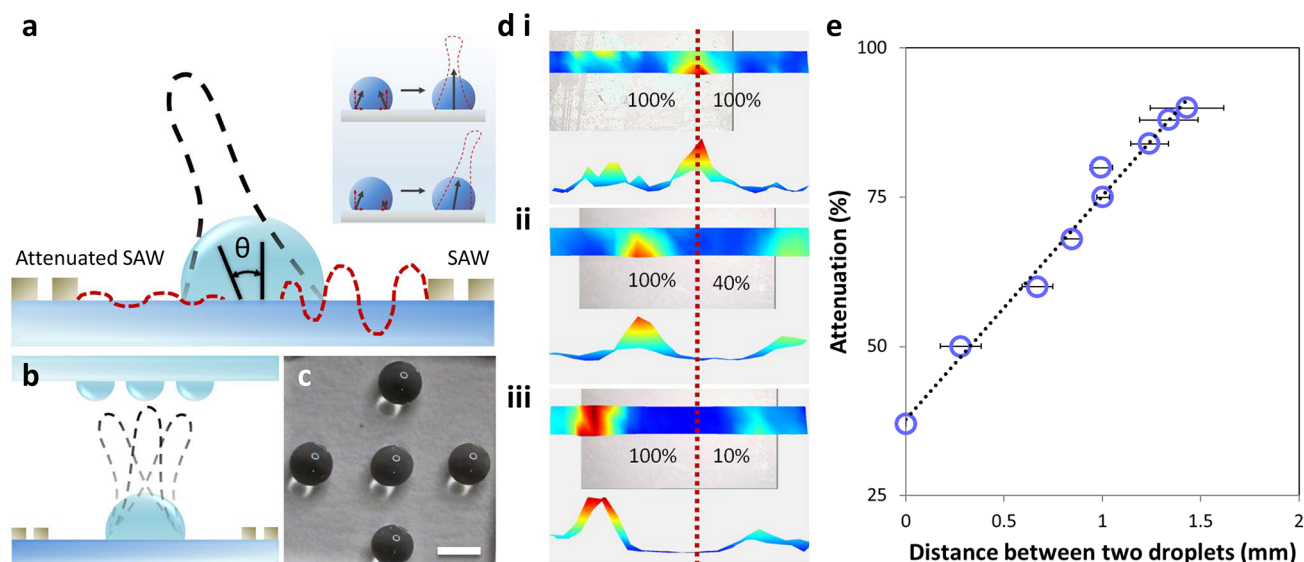 a
Attenuated SAW
θ
SAW
b
c
d i
100%
100%
ii
100%
40%
iii
100%
10%
e
100
75
50
25
Attenuation (%)
0
0.5
1
1.5
2
Distance between two droplets (mm)